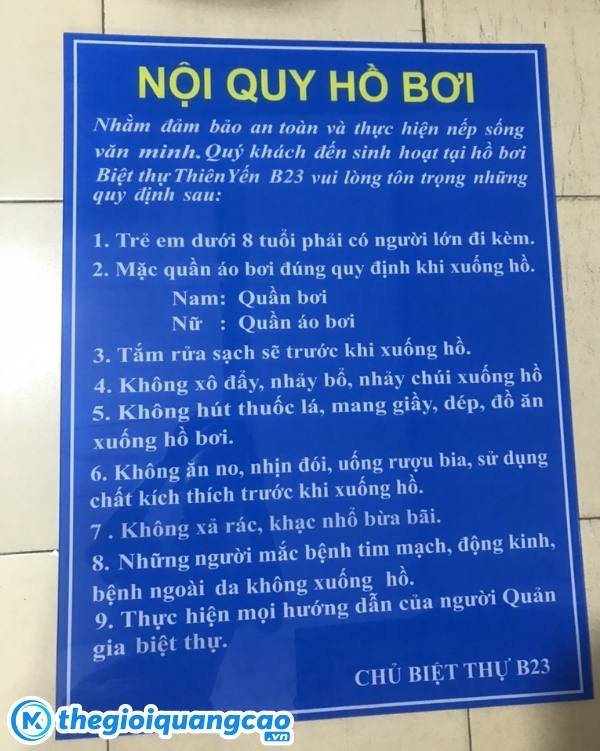 NỘI QUY HỒ BƠI
Nhằm đảm bảo an toàn và thực hiện nếp sống
văn minh. Quý khách đến sinh hoạt tại hồ bơi
Biệt thự Thiên Yến B23 vui lòng tôn trọng những
quy định sau:
1. Trẻ em dưới 8 tuổi phải có người lớn đi kèm.
2. Mặc quần áo bơi đúng quy định khi xuống hồ.
Nam: Quần bơi
Nữ : Quần áo bơi
3. Tắm rửa sạch sẽ trước khi xuống hồ.
4. Không xô đẩy, nhảy bổ, nhảy chúi xuống hồ
5. Không hút thuốc lá, mang giầy, dép, đồ ăn
xuống hồ bơi.
6. Không ăn no, nhịn đói, uống rượu bia, sử dụng
chất kích thích trước khi xuống hồ.
7 . Không xả rác, khạc nhổ bừa bãi.
8. Những người mắc bệnh tim mạch, động kinh,
bệnh ngoài da không xuống hồ.
9. Thực hiện mọi hướng dẫn của người Quản
gia biệt thự.
CHỦ BIỆT THỰ B23
thegioiquangcao.vn